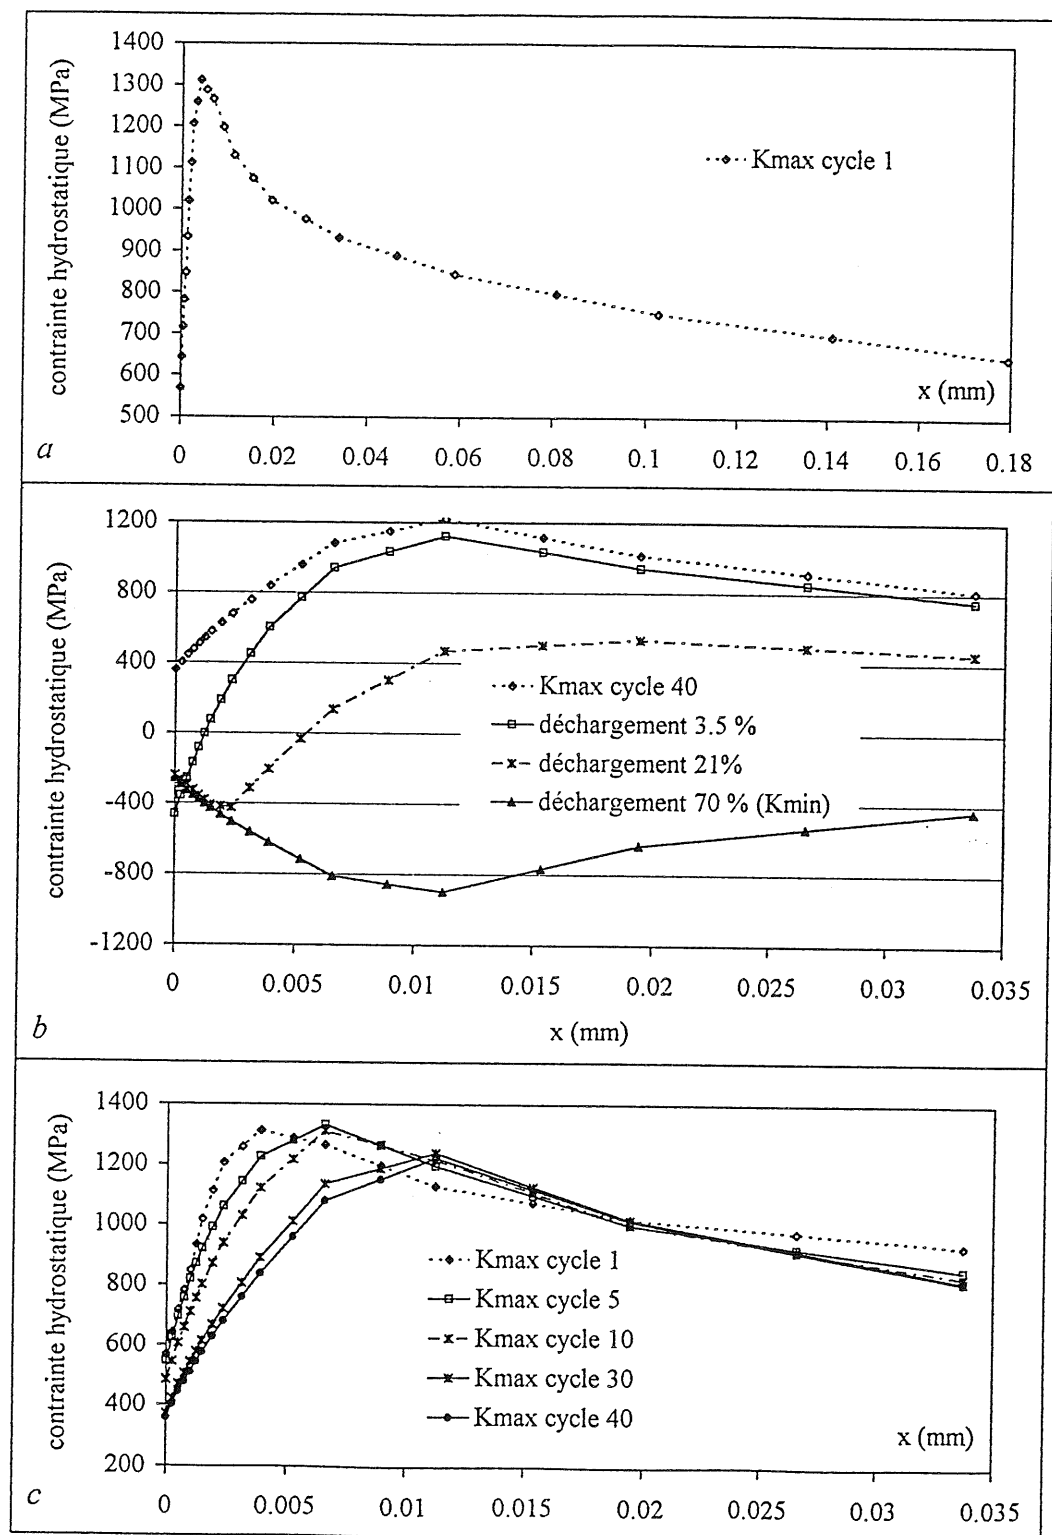 1400
1300
1200
1100
1000
900
800
700
600
500
contrainte hydrostatique (MPa)
Kmax cycle 1
x (mm)
a
0 0.02 0.04 0.06 0.08 0.1 0.12 0.14 0.16 0.18
1200
800
400
0
-400
-800
-1200
contrainte hydrostatique (MPa)
Kmax cycle 40
déchargement 3.5 %
déchargement 21%
déchargement 70 % (Kmin)
0 0.005 0.01 0.015 0.02 0.025 0.03 0.035
x (mm)
b
1400
1200
1000
800
600
400
200
contrainte hydrostatique (MPa)
Kmax cycle 1
Kmax cycle 5
Kmax cycle 10
Kmax cycle 30
Kmax cycle 40
x (mm)
c
0 0.005 0.01 0.015 0.02 0.025 0.03 0.035